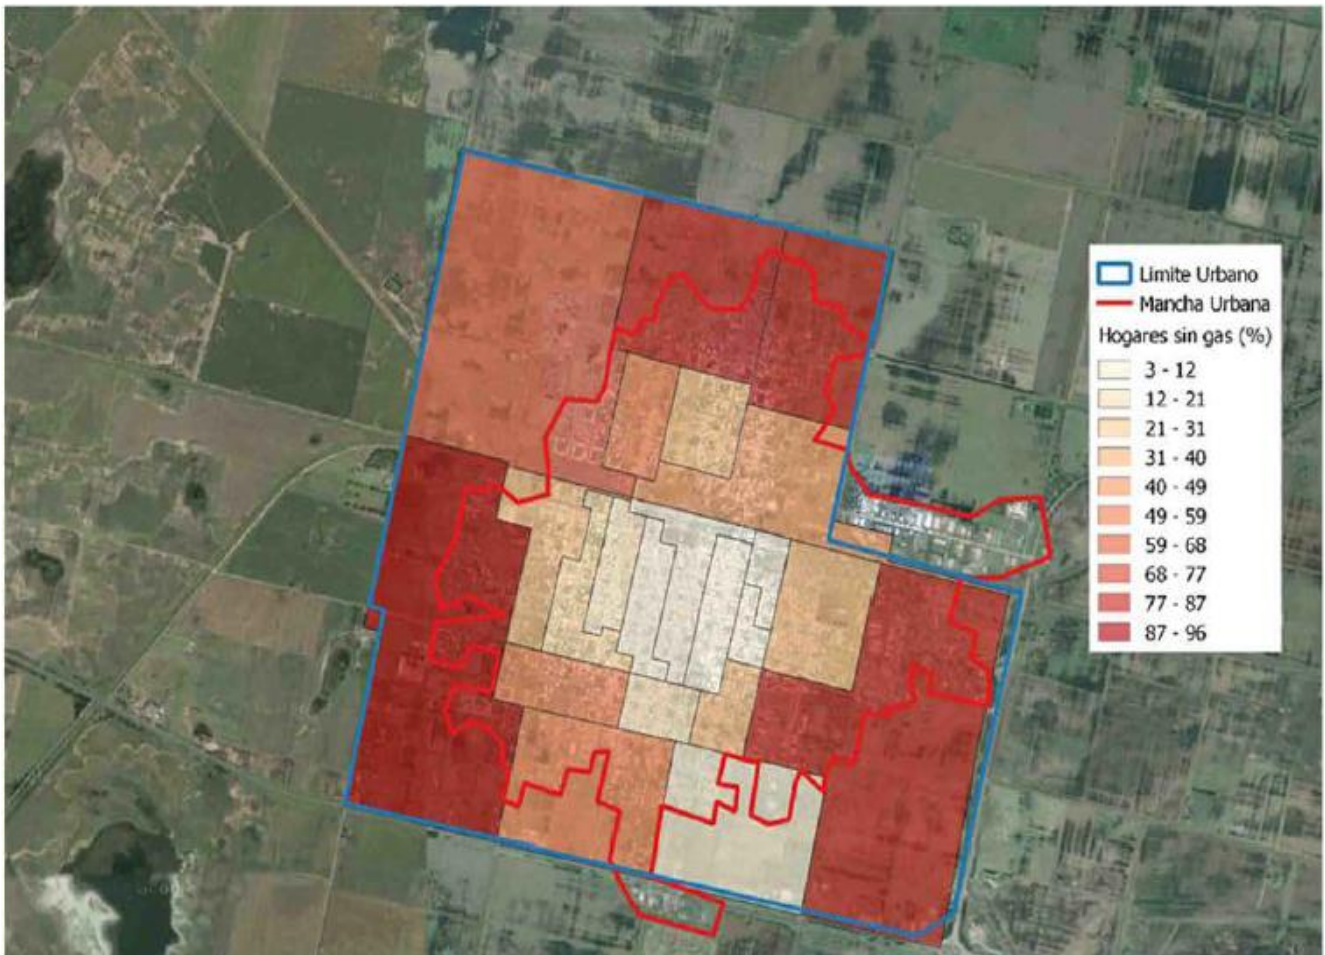 Limite Urbano
Mancha Urbana
Hogares sin gas (%)
3 - 12
12 - 21
21 - 31
31 - 40
40 - 49
49 - 59
59 - 68
68 - 77
77 - 87
87 - 96